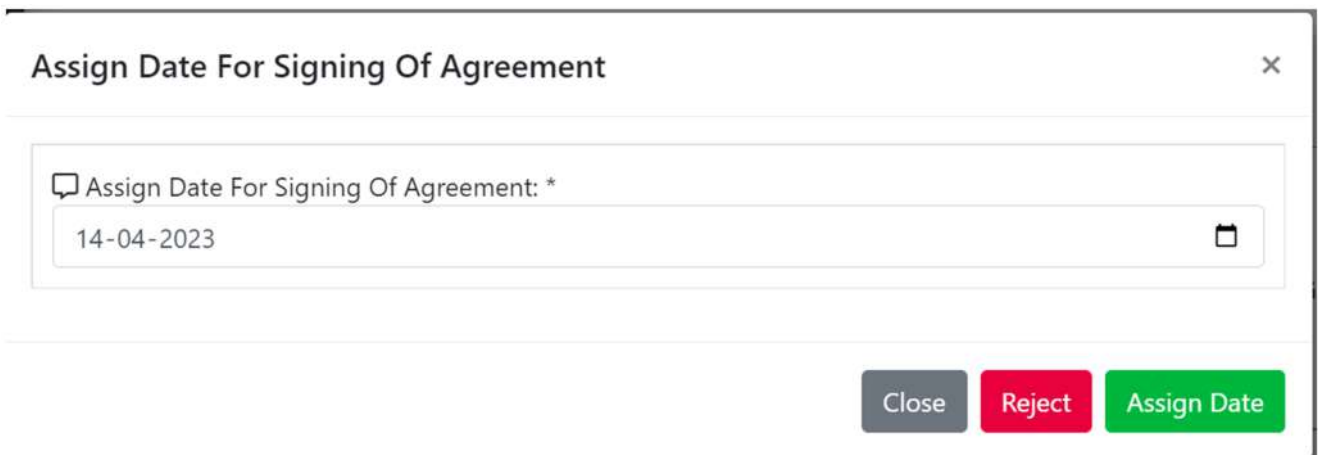 Assign Date For Signing Of Agreement
Assign Date For Signing Of Agreement: *
14-04-2023
Close Reject Assign Date